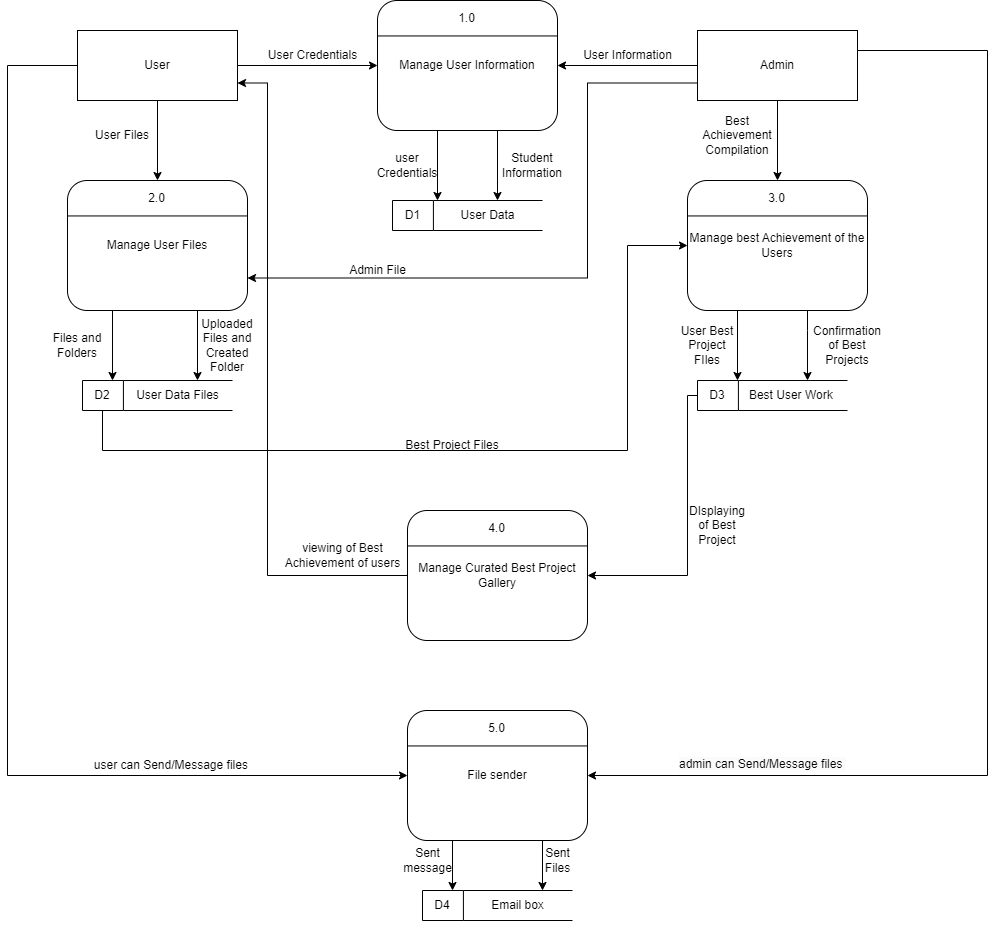 1.0
User Credentials
User Information
User
Manage User Information
Admin
User Files
Best
Achievement
Compilation
user
Credentials
Student
Information
2.0
3.0
D1
User Data
Manage User Files
Manage best Achievement of the
Users
Admin File
Files and
Folders
Uploaded
Files and
Created
Folder
User Best
Project
FIles
Confirmation
of Best
Projects
D2
User Data Files
D3
Best User Work
Best Project Files
4.0
DIsplaying
of Best
Project
viewing of Best
Achievement of users
Manage Curated Best Project
Gallery
5.0
user can Send/Message files
File sender
admin can Send/Message files
Sent
message
Sent
Files
D4
Email box